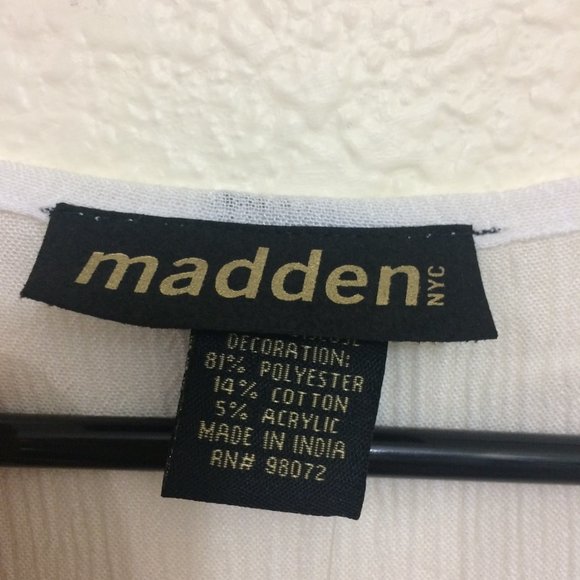 madden NYC
DECORATION:
81% POLYESTER
14% COTTON
5% ACRYLIC
MADE IN INDIA
RN# 98072